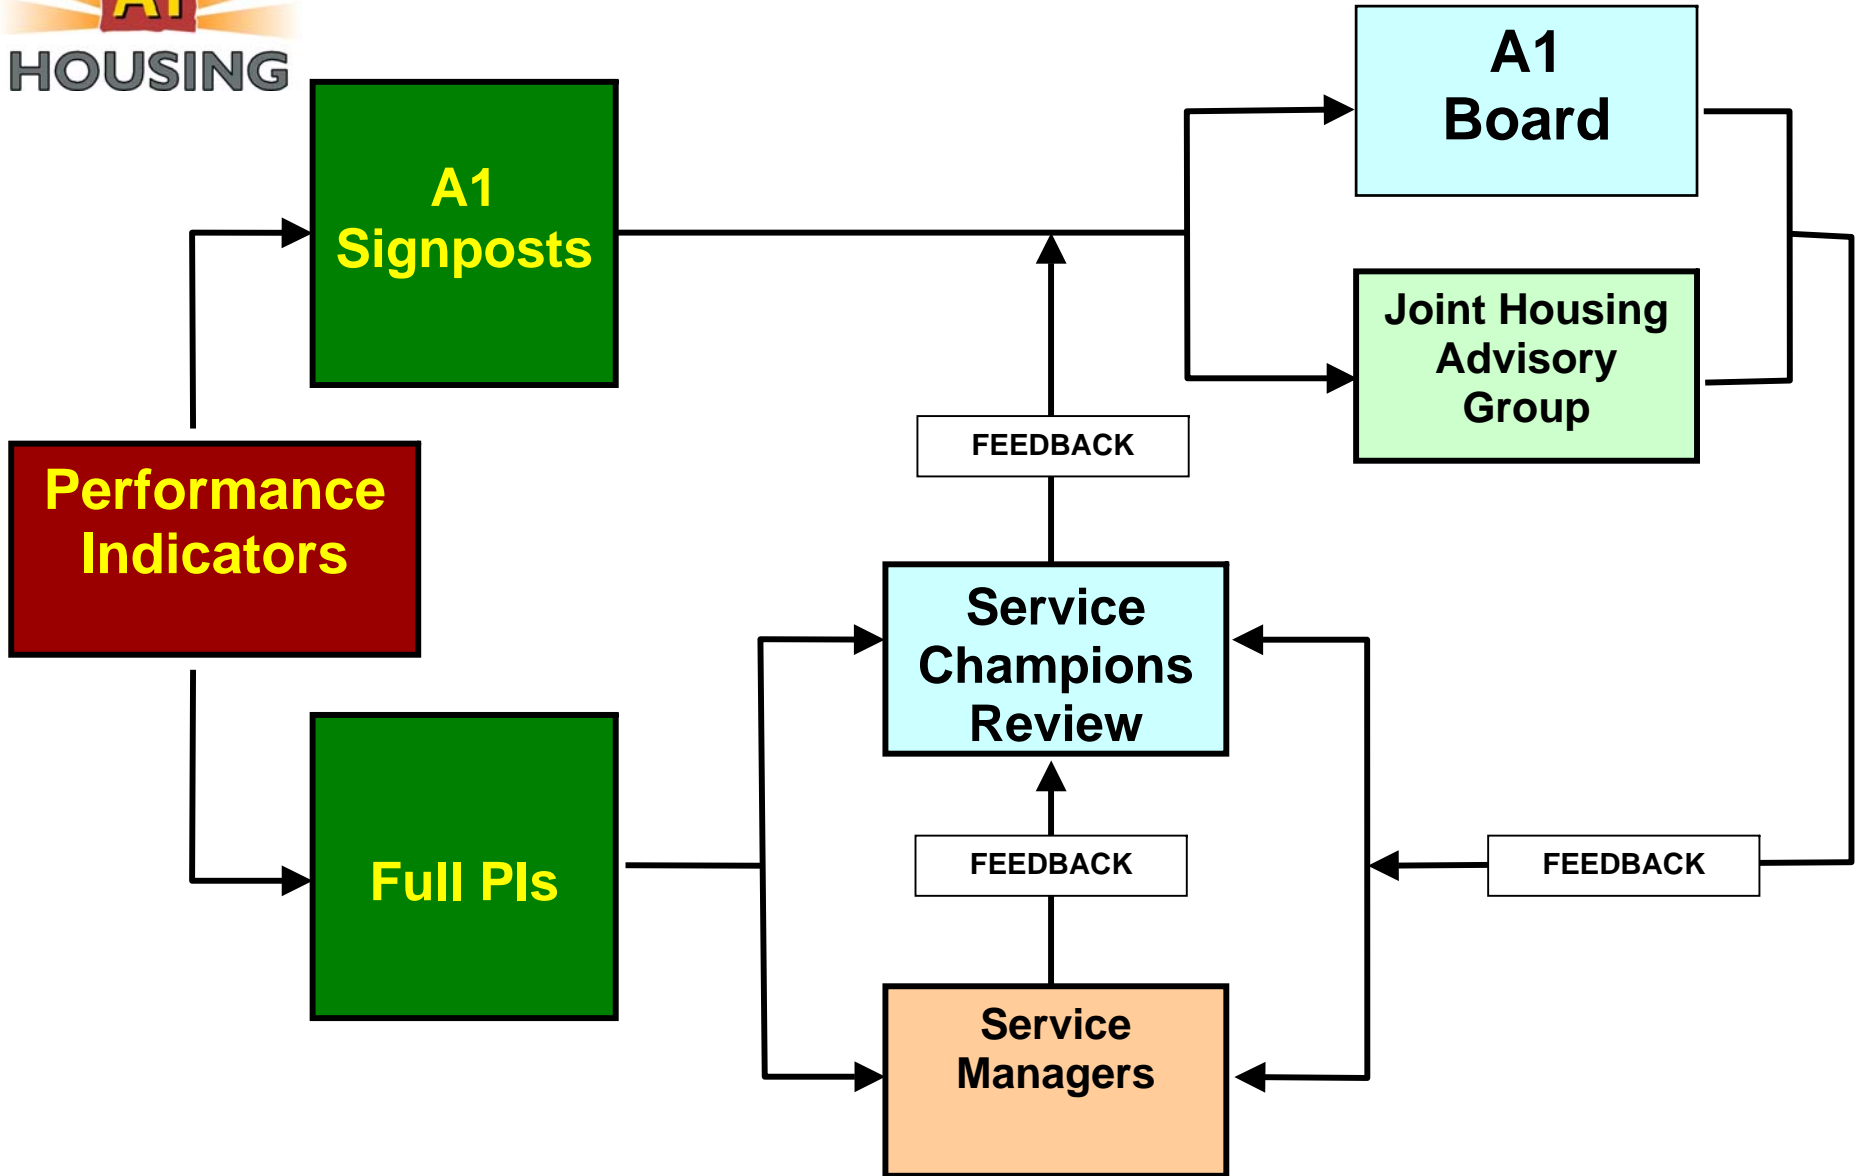 A1
HOUSING
A1
Board
A1
Signposts
Joint Housing
Advisory
Group
FEEDBACK
Performance
Indicators
Service
Champions
Review
Full PIs
FEEDBACK
FEEDBACK
Service
Managers